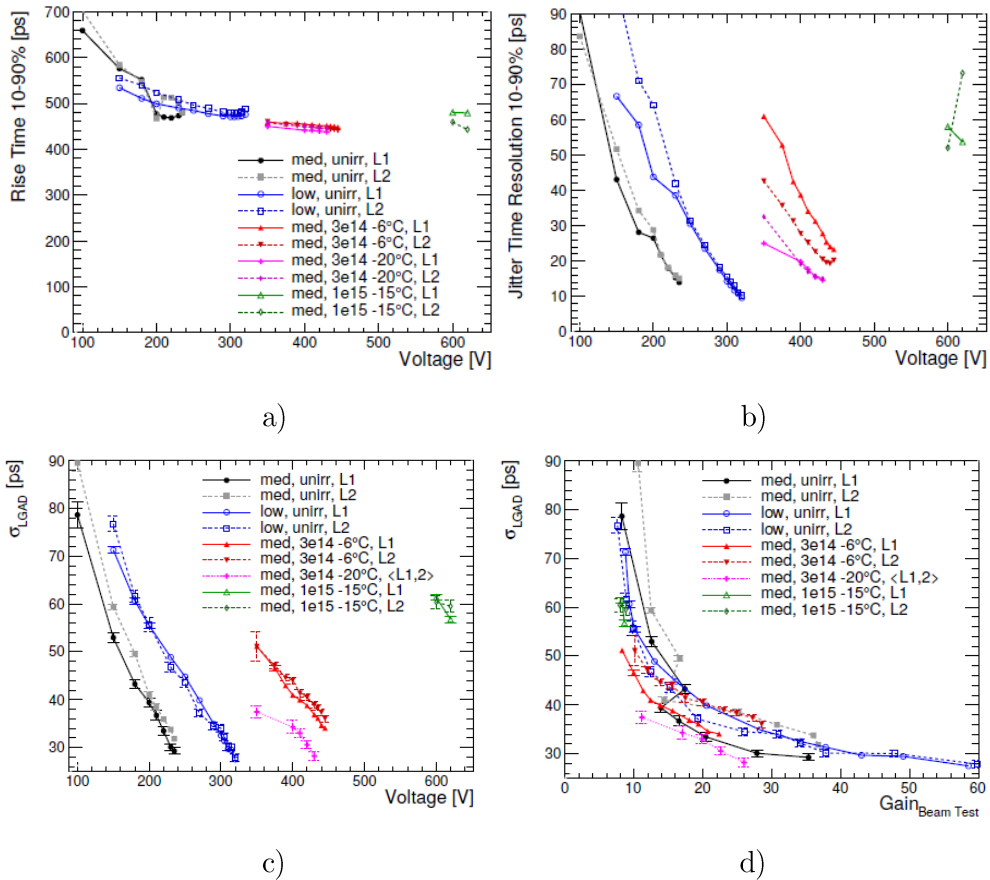 Rise Time 10-90% [ps]
700
600
500
400
300
200
100
0
100 200 300 400 500 600
Voltage [V]
med, unirr, L1
med, unirr, L2
low, unirr, L1
low, unirr, L2
med, 3e14 -6°C, L1
med, 3e14 -6°C, L2
med, 3e14 -20°C, L1
med, 3e14 -20°C, L2
med, 1e15 -15°C, L1
med, 1e15 -15°C, L2
a)
Jitter Time Resolution 10-90% [ps]
90
80
70
60
50
40
30
20
10
0
100 200 300 400 500 600
Voltage [V]
b)
σLGAD [ps]
90
80
70
60
50
40
30
100 200 300 400 500 600
Voltage [V]
med, unirr, L1
med, unirr, L2
low, unirr, L1
low, unirr, L2
med, 3e14 -6°C, L1
med, 3e14 -6°C, L2
med, 3e14 -20°C, <L1,2>
med, 1e15 -15°C, L1
med, 1e15 -15°C, L2
c)
σLGAD [ps]
90
80
70
60
50
40
30
0 10 20 30 40 50 60
GainBeam Test
med, unirr, L1
med, unirr, L2
low, unirr, L1
low, unirr, L2
med, 3e14 -6°C, L1
med, 3e14 -6°C, L2
med, 3e14 -20°C, <L1,2>
med, 1e15 -15°C, L1
med, 1e15 -15°C, L2
d)